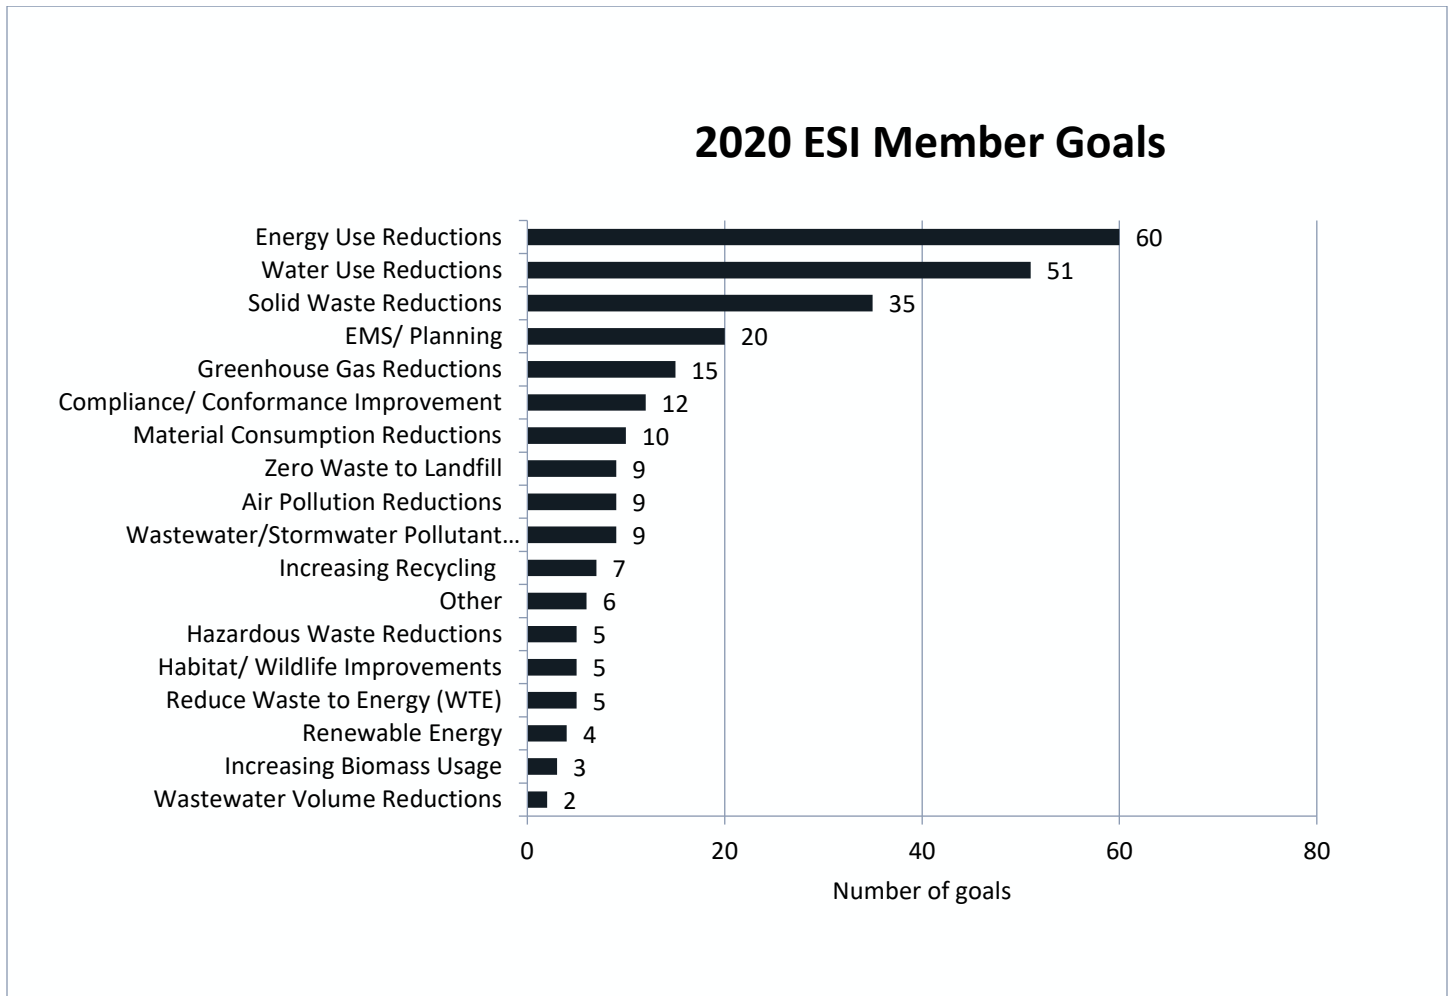 2020 ESI Member Goals
Energy Use Reductions 60
Water Use Reductions 51
Solid Waste Reductions 35
EMS/ Planning 20
Greenhouse Gas Reductions 15
Compliance/ Conformance Improvement 12
Material Consumption Reductions 10
Zero Waste to Landfill 9
Air Pollution Reductions 9
Wastewater/Stormwater Pollutant... 9
Increasing Recycling 7
Other 6
Hazardous Waste Reductions 5
Habitat/ Wildlife Improvements 5
Reduce Waste to Energy (WTE) 5
Renewable Energy 4
Increasing Biomass Usage 3
Wastewater Volume Reductions 2
0 20 40 60 80
Number of goals